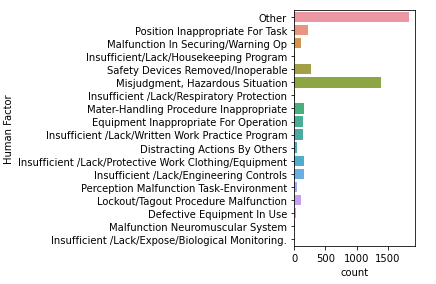 Human Factor
Other
Position Inappropriate For Task
Malfunction In Securing/Warning Op
Insufficient/Lack/Housekeeping Program
Safety Devices Removed/Inoperable
Misjudgment, Hazardous Situation
Insufficient /Lack/Respiratory Protection
Mater-Handling Procedure Inappropriate
Equipment Inappropriate For Operation
Insufficient /Lack/Written Work Practice Program
Distracting Actions By Others
Insufficient /Lack/Protective Work Clothing/Equipment
Insufficient /Lack/Engineering Controls
Perception Malfunction Task-Environment
Lockout/Tagout Procedure Malfunction
Defective Equipment In Use
Malfunction Neuromuscular System
Insufficient /Lack/Expose/Biological Monitoring.
0 500 1000 1500
count